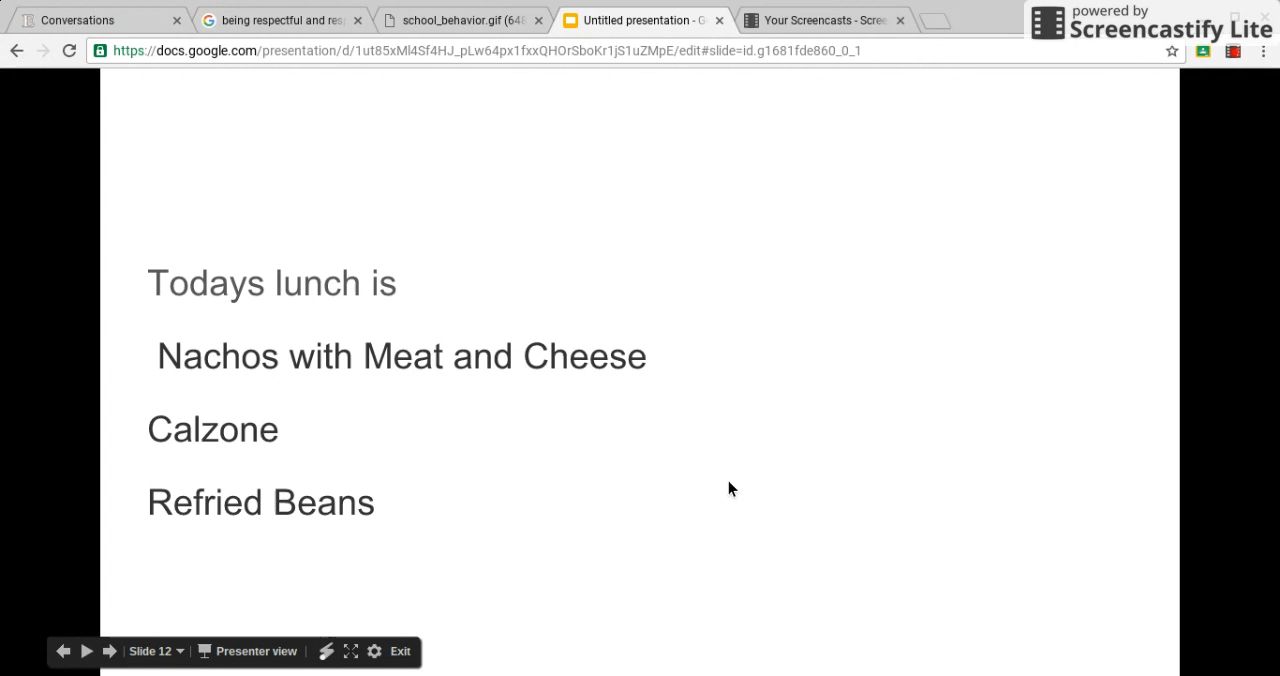 Conversations
being respectful and res
school_behavior.gif (648
Untitled presentation - G
Your Screencasts - Scree
powered by
Screencastify Lite
https://docs.google.com/presentation/d/1ut85xMl4Sf4HJ_pLw64px1fxxQHOrSboKr1jS1uZMpE/edit#slide=id.g1681fde860_0_1
Todays lunch is
Nachos with Meat and Cheese
Calzone
Refried Beans
Slide 12 Presenter view Exit